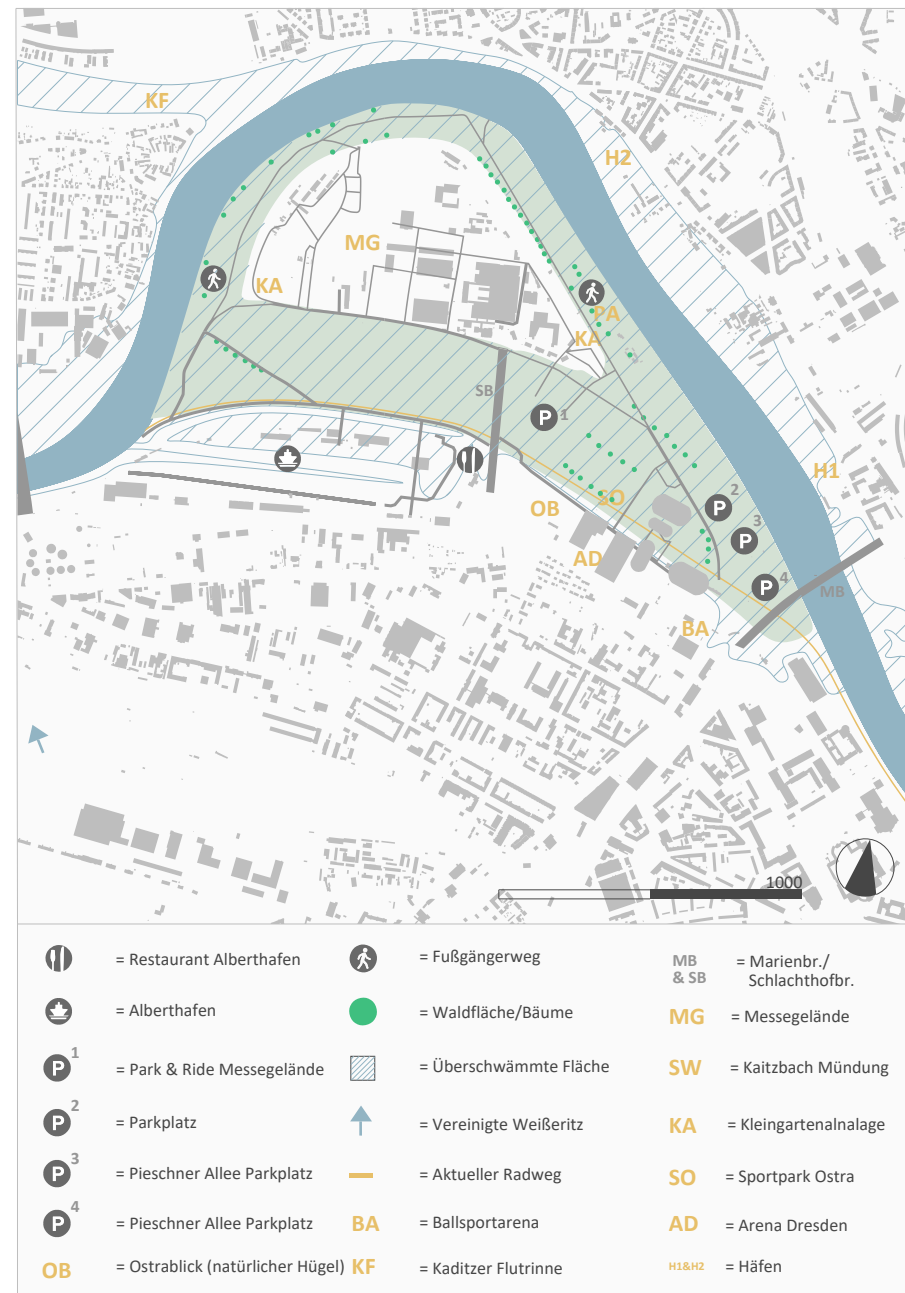 KF
H2
MG
KA
PA
KA
SB
P 1
H1
SO
P 2
OB
P 3
AD
P 4
MB
BA
1000
= Restaurant Alberthafen
= Fußgängerweg
MB
& SB
= Marienbr./
Schlachthofbr.
= Alberthafen
= Waldfläche/Bäume
MG = Messegelände
P 1 = Park & Ride Messegelände
= Überschwämmte Fläche
SW = Kaitzbach Mündung
P 2 = Parkplatz
= Vereinigte Weißeritz
KA = Kleingartenalnalage
P 3 = Pieschner Allee Parkplatz
= Aktueller Radweg
SO = Sportpark Ostra
P 4 = Pieschner Allee Parkplatz
BA = Ballsportarena
AD = Arena Dresden
OB = Ostrablick (natürlicher Hügel)
KF = Kaditzer Flutrinne
H1&H2 = Häfen